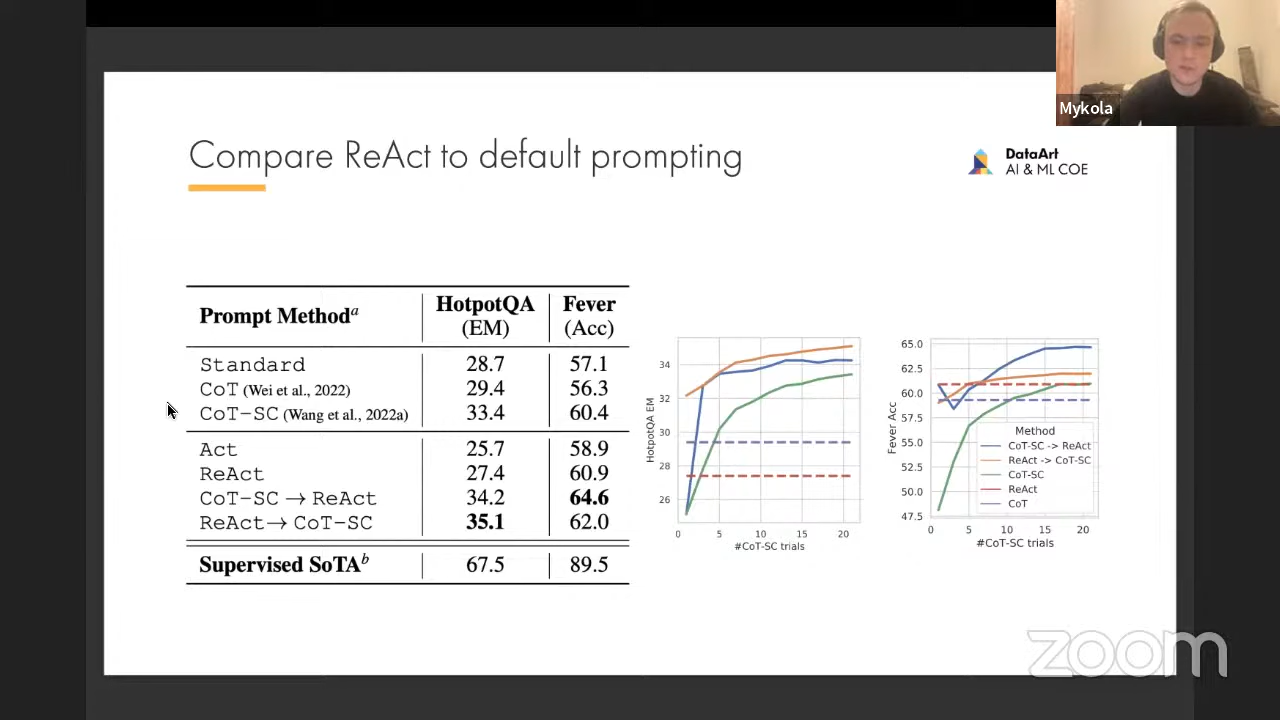 Mykola
Compare ReAct to default prompting
DataArt
AI & ML COE
Prompt Methodᵃ HotpotQA (EM) Fever (Acc)
Standard 28.7 57.1
CoT (Wei et al., 2022) 29.4 56.3
CoT-SC (Wang et al., 2022a) 33.4 60.4
Act 25.7 58.9
ReAct 27.4 60.9
CoT-SC → ReAct 34.2 64.6
ReAct → CoT-SC 35.1 62.0
Supervised SoTAᵇ 67.5 89.5
HotpotQA EM
34
32
30
28
26
0 5 10 15 20
#CoT-SC trials
Fever Acc
65.0
62.5
60.0
57.5
55.0
52.5
50.0
47.5
Method
CoT-SC -> ReAct
ReAct -> CoT-SC
CoT-SC
ReAct
CoT
0 5 10 15 20
#CoT-SC trials
zoom